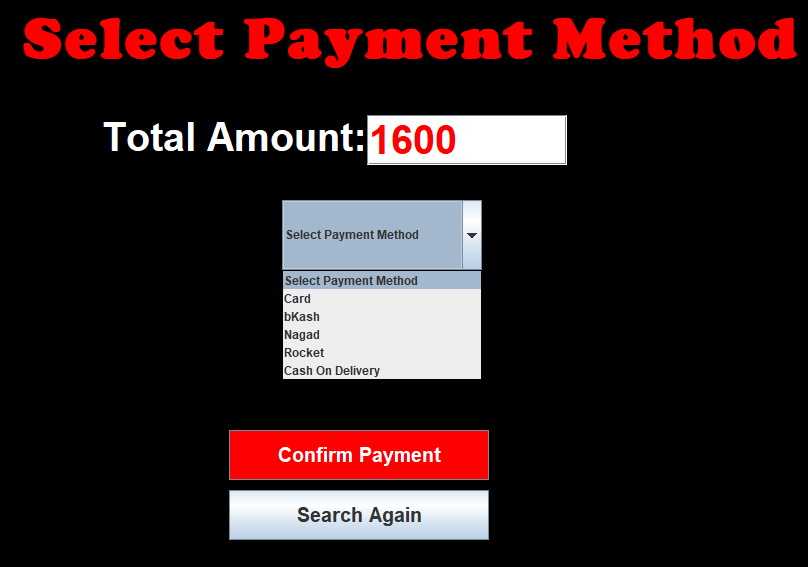 Select Payment Method
Total Amount: 1600
Select Payment Method
Select Payment Method
Card
bKash
Nagad
Rocket
Cash On Delivery
Confirm Payment
Search Again